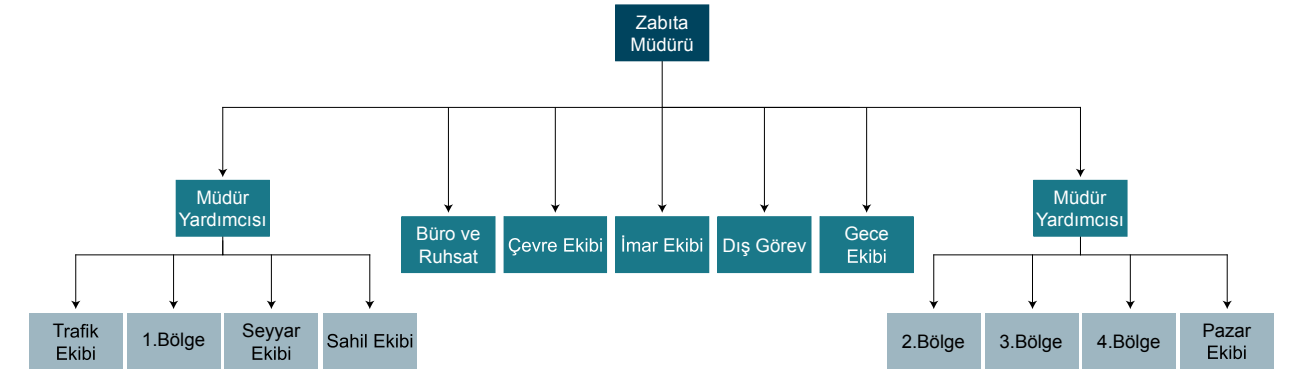 Zabıta
Müdürü
Müdür
Yardımcısı
Büro ve
Ruhsat
Çevre Ekibi
İmar Ekibi
Dış Görev
Gece
Ekibi
Müdür
Yardımcısı
Trafik
Ekibi
1.Bölge
Seyyar
Ekibi
Sahil Ekibi
2.Bölge
3.Bölge
4.Bölge
Pazar
Ekibi